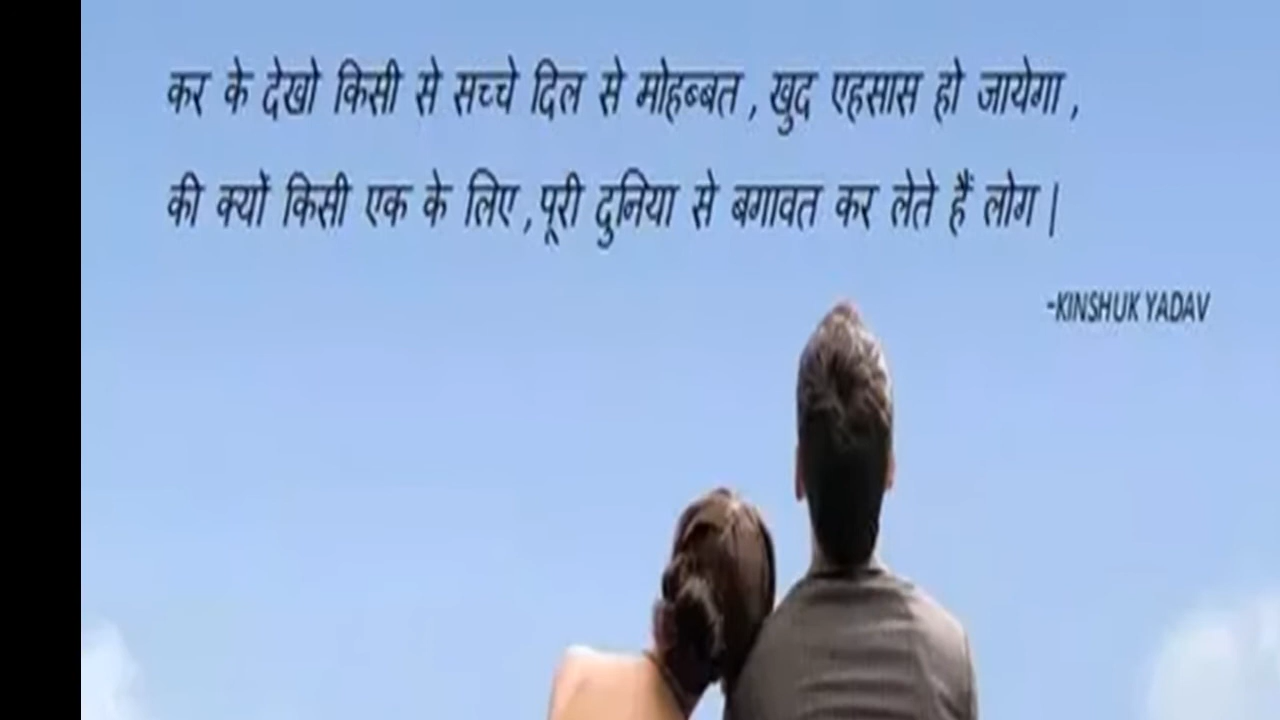 कर के देखो किसी से सच्चे दिल से मोहब्बत , खुद एहसास हो जायेगा ,
की क्यों किसी एक के लिए ,पूरी दुनिया से बगावत कर लेते हैं लोग |
-KINSHUK YADAV